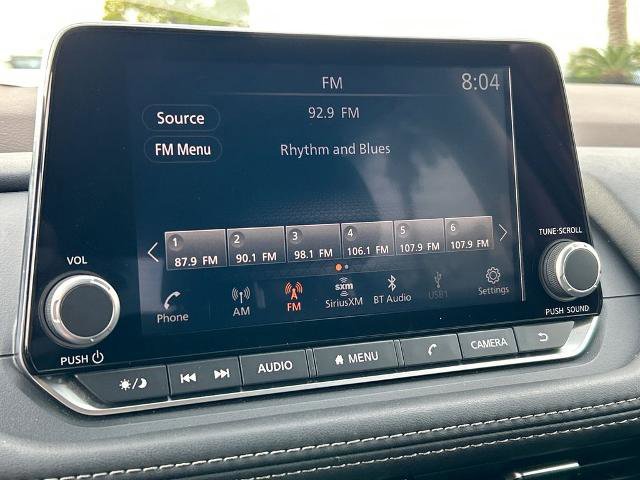 FM
8:04
Source
92.9 FM
FM Menu
Rhythm and Blues
1 2 3 4 5 6
87.9 FM 90.1 FM 98.1 FM 106.1 FM 107.9 FM 107.9 FM
VOL
TUNE·SCROLL
Phone
AM
FM
sxm
SiriusXM
BT Audio
USB1
Settings
PUSH
PUSH SOUND
AUDIO
MENU
CAMERA